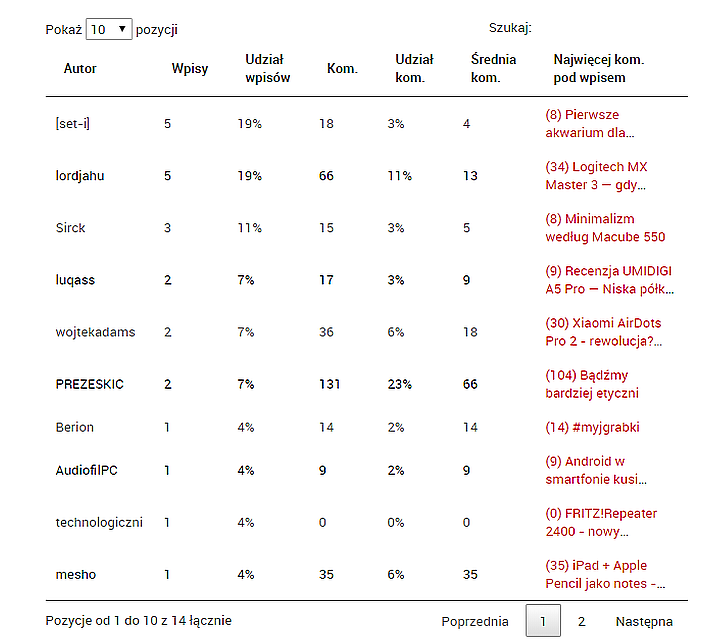 Pokaż 10 pozycji Szukaj:
Autor Wpisy Udział wpisów Kom. Udział kom. Średnia kom. Najwięcej kom. pod wpisem
[set-i] 5 19% 18 3% 4 (8) Pierwsze
akwarium dla...
lordjahu 5 19% 66 11% 13 (34) Logitech MX
Master 3 — gdy...
Sirck 3 11% 15 3% 5 (8) Minimalizm
według Macube 550
luqass 2 7% 17 3% 9 (9) Recenzja UMIDIGI
A5 Pro — Niska półk...
wojtekadams 2 7% 36 6% 18 (30) Xiaomi AirDots
Pro 2 - rewolucja?...
PREZESKIC 2 7% 131 23% 66 (104) Bądźmy
bardziej etyczni
Berion 1 4% 14 2% 14 (14) #myjgrabki
AudiofilPC 1 4% 9 2% 9 (9) Android w
smartfonie kusi...
technologiczni 1 4% 0 0% 0 (0) FRITZ!Repeater
2400 - nowy...
mesho 1 4% 35 6% 35 (35) iPad + Apple
Pencil jako notes -...
Pozycje od 1 do 10 z 14 łącznie Poprzednia 1 2 Następna